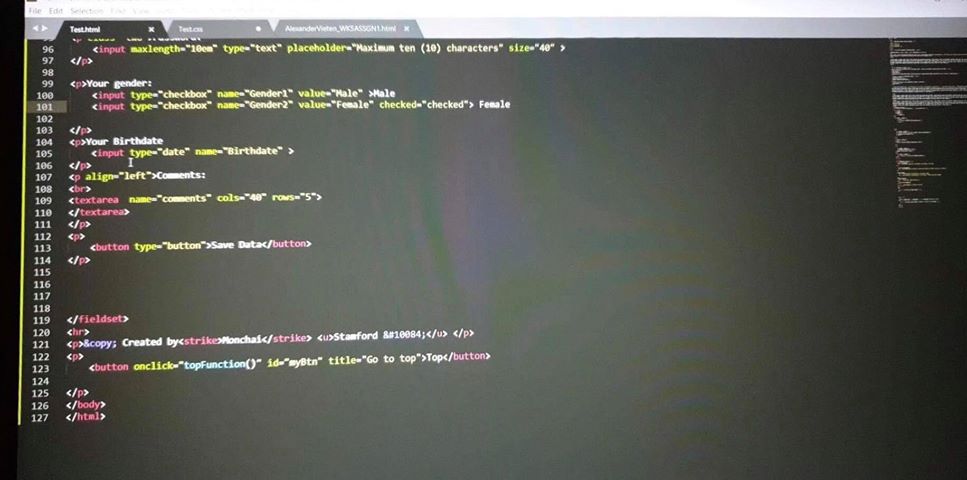 File Edit Selection Find View
Test.html × Test.css AlexanderVieten_WK5ASSGN1.html ×
96 <input maxlength="10em" type="text" placeholder="Maximum ten (10) characters" size="40" >
97 </p>
98
99 <p>Your gender:
100 <input type="checkbox" name="Gender1" value="Male" >Male
101 <input type="checkbox" name="Gender2" value="Female" checked="checked"> Female
102
103 </p>
104 <p>Your Birthdate
105 <input type="date" name="Birthdate" >
106 </p>
107 <p align="left">Comments:
108 <br>
109 <textarea name="comments" cols="40" rows="5">
110 </textarea>
111 </p>
112 <p>
113 <button type="button">Save Data</button>
114 </p>
115
116
117
118
119 </fieldset>
120 <hr>
121 <p>&copy; Created by<strike>Monchai</strike> <u>Stamford &#10084;</u> </p>
122 <p>
123 <button onclick="topFunction()" id="myBtn" title="Go to top">Top</button>
124
125 </p>
126 </body>
127 </html>